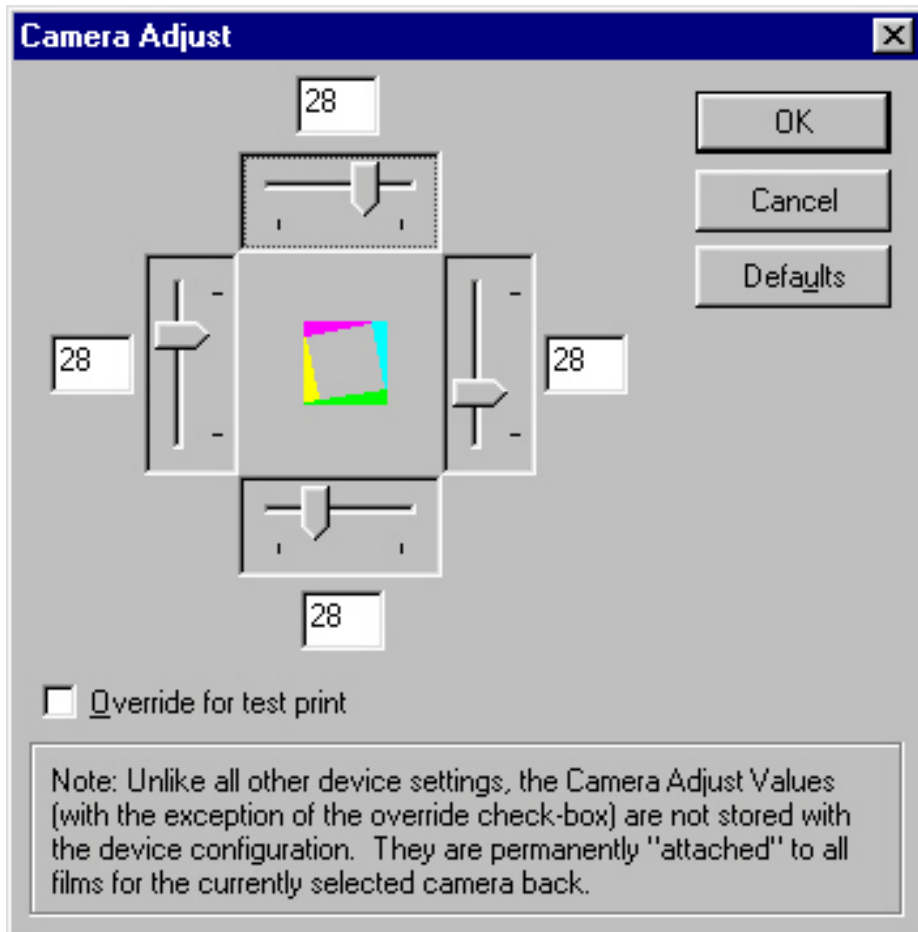 Camera Adjust
28
OK
Cancel
Defaults
28
28
28
Override for test print
Note: Unlike all other device settings, the Camera Adjust Values
(with the exception of the override check-box) are not stored with
the device configuration.  They are permanently "attached" to all
films for the currently selected camera back.